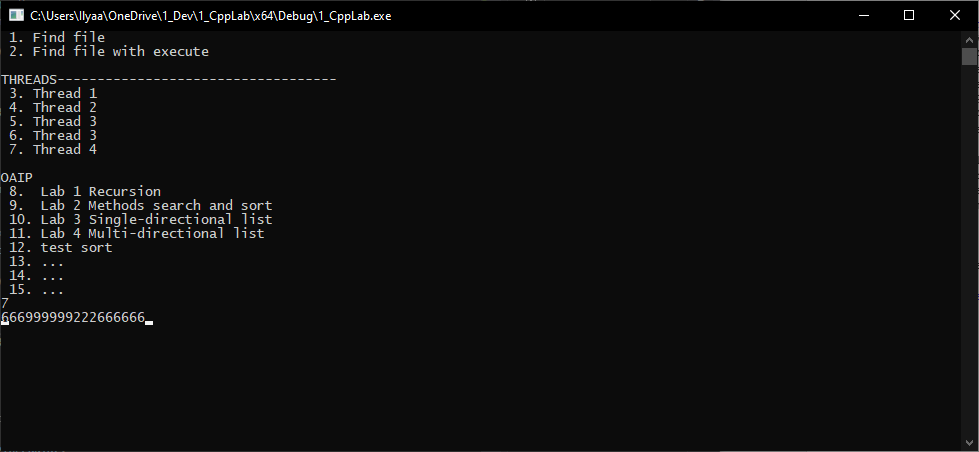 C:\Users\Ilyaa\OneDrive\1_Dev\1_CppLab\x64\Debug\1_CppLab.exe
1. Find file
2. Find file with execute
THREADS-----------------------------------
3. Thread 1
4. Thread 2
5. Thread 3
6. Thread 3
7. Thread 4
OAIP
8.  Lab 1 Recursion
9.  Lab 2 Methods search and sort
10. Lab 3 Single-directional list
11. Lab 4 Multi-directional list
12. test sort
13. ...
14. ...
15. ...
7
666999999222666666